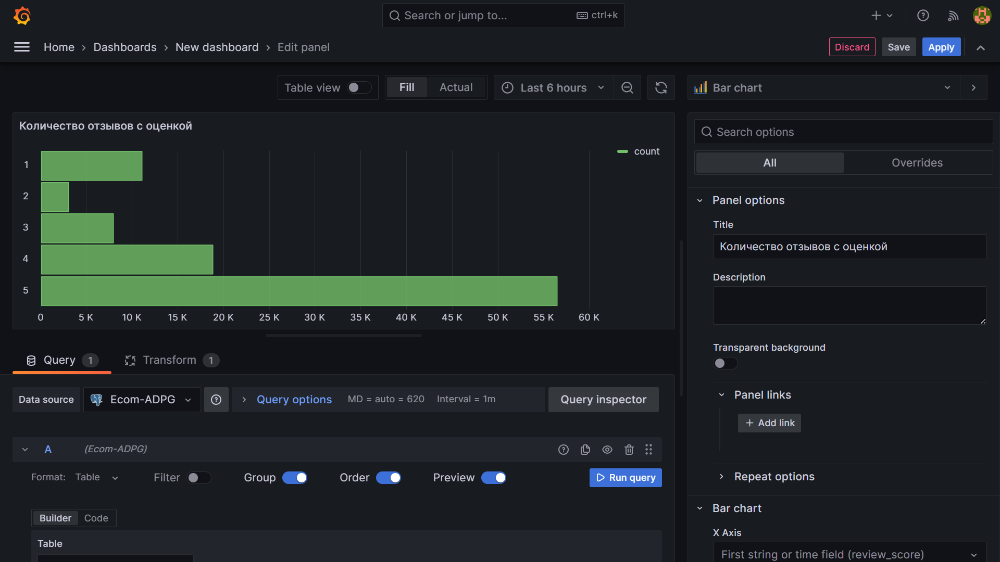 Search or jump to... ctrl+k
Home › Dashboards › New dashboard › Edit panel
Discard Save Apply
Table view Fill Actual Last 6 hours
Bar chart
Количество отзывов с оценкой
count
1
2
3
4
5
0 5 K 10 K 15 K 20 K 25 K 30 K 35 K 40 K 45 K 50 K 55 K 60 K
Query 1 Transform 1
Data source Ecom-ADPG Query options MD = auto = 620 Interval = 1m Query inspector
A (Ecom-ADPG)
Format: Table Filter Group Order Preview Run query
Builder Code
Table
Search options
All Overrides
Panel options
Title
Количество отзывов с оценкой
Description
Transparent background
Panel links
+ Add link
Repeat options
Bar chart
X Axis
First string or time field (review_score)